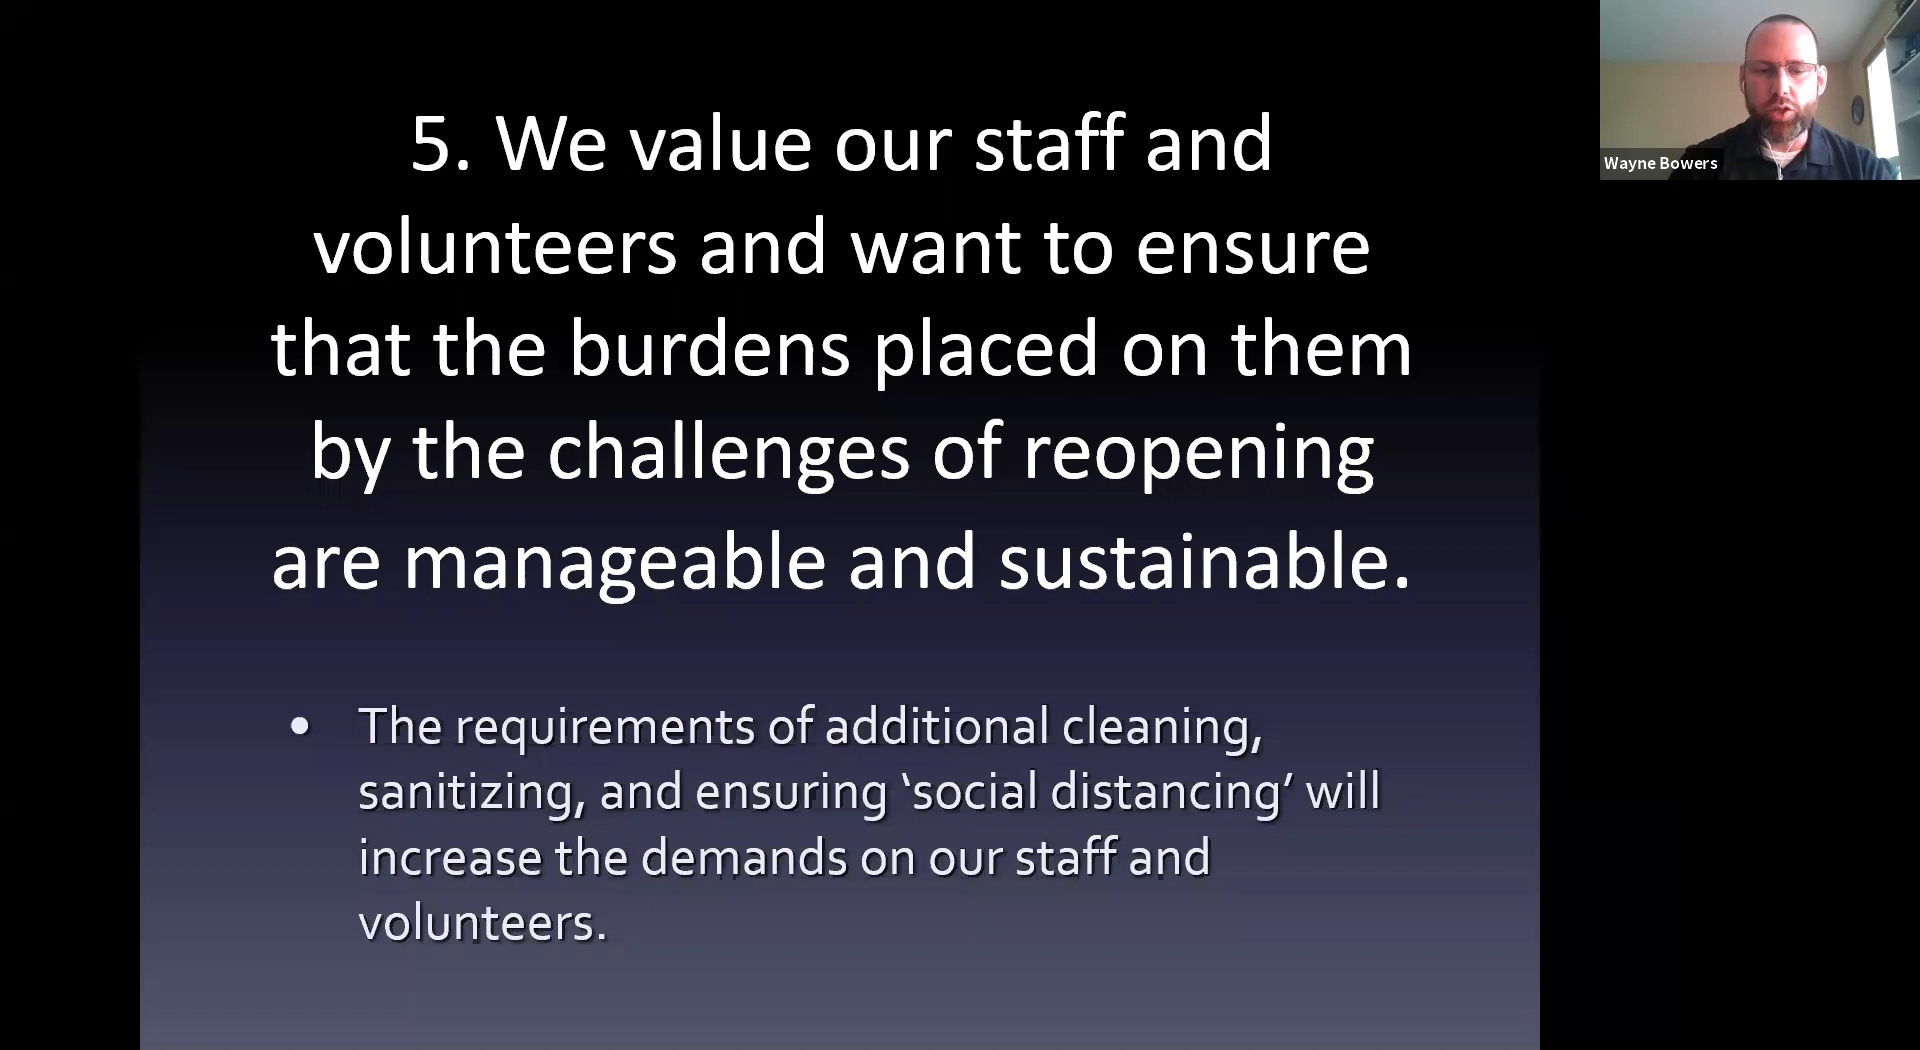 5. We value our staff and
volunteers and want to ensure
that the burdens placed on them
by the challenges of reopening
are manageable and sustainable.
• The requirements of additional cleaning,
sanitizing, and ensuring ‘social distancing’ will
increase the demands on our staff and
volunteers.
Wayne Bowers